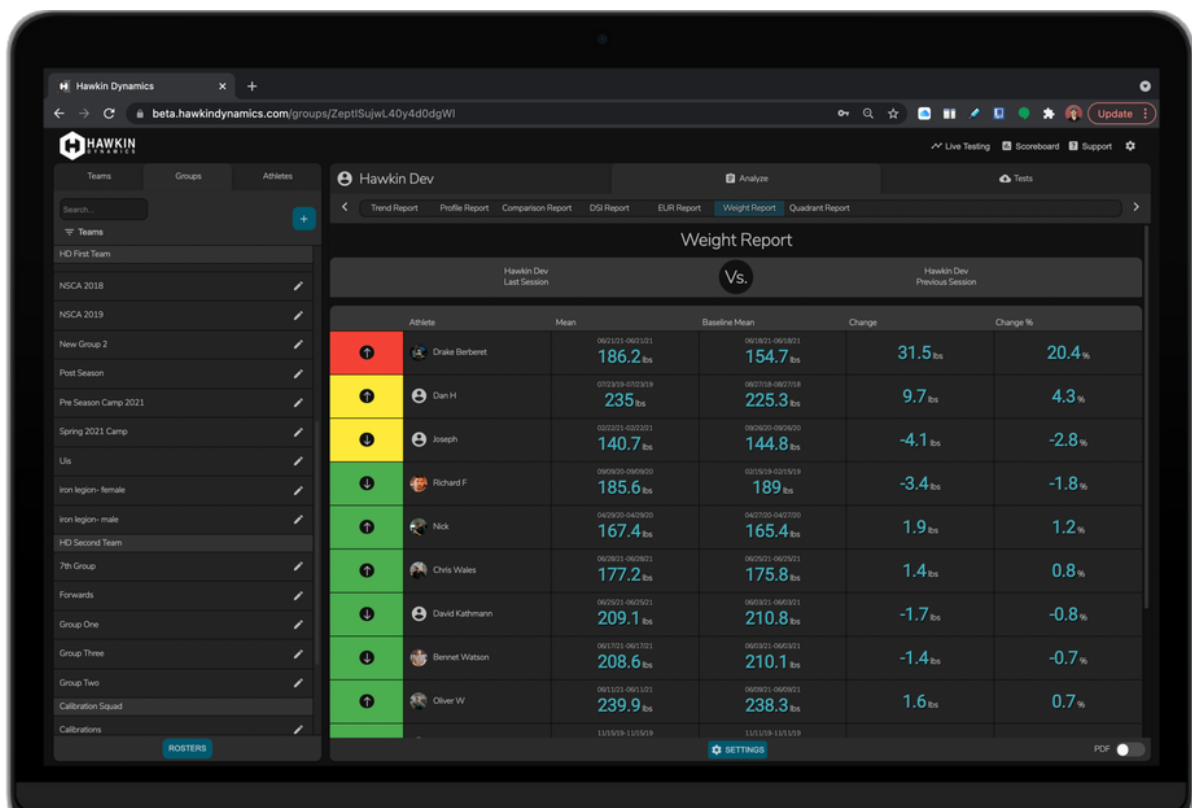 Hawkin Dynamics
beta.hawkindynamics.com/groups/ZeptlSujwL40y4d0dgWl
Update
HAWKIN
DYNAMICS
Live Testing Scoreboard Support
Teams Groups Athletes
Hawkin Dev
Analyze
Tests
Search...
Trend Report Profile Report Comparison Report DSI Report EUR Report Weight Report Quadrant Report
Teams
HD First Team
NSCA 2018
NSCA 2019
New Group 2
Post Season
Pre Season Camp 2021
Spring 2021 Camp
Uis
iron legion- female
iron legion- male
HD Second Team
7th Group
Forwards
Group One
Group Three
Group Two
Calibration Squad
Calibrations
ROSTERS
Weight Report
Hawkin Dev
Last Session
Vs.
Hawkin Dev
Previous Session
Athlete Mean Baseline Mean Change Change %
06/21/21-06/21/21 06/18/21-06/18/21
Drake Berberet 186.2 lbs 154.7 lbs 31.5 lbs 20.4 %
07/23/19-07/23/19 08/27/18-08/27/18
Dan H 235 lbs 225.3 lbs 9.7 lbs 4.3 %
02/22/21-02/22/21 09/26/20-09/26/20
Joseph 140.7 lbs 144.8 lbs -4.1 lbs -2.8 %
09/09/20-09/09/20 02/15/19-02/15/19
Richard F 185.6 lbs 189 lbs -3.4 lbs -1.8 %
04/29/20-04/29/20 04/27/20-04/27/20
Nick 167.4 lbs 165.4 lbs 1.9 lbs 1.2 %
06/28/21-06/28/21 06/25/21-06/25/21
Chris Wales 177.2 lbs 175.8 lbs 1.4 lbs 0.8 %
06/25/21-06/25/21 06/03/21-06/03/21
David Kathmann 209.1 lbs 210.8 lbs -1.7 lbs -0.8 %
06/17/21-06/17/21 06/03/21-06/03/21
Bennet Watson 208.6 lbs 210.1 lbs -1.4 lbs -0.7 %
06/11/21-06/11/21 06/09/21-06/09/21
Oliver W 239.9 lbs 238.3 lbs 1.6 lbs 0.7 %
11/15/19-11/15/19 11/11/19-11/11/19
SETTINGS
PDF